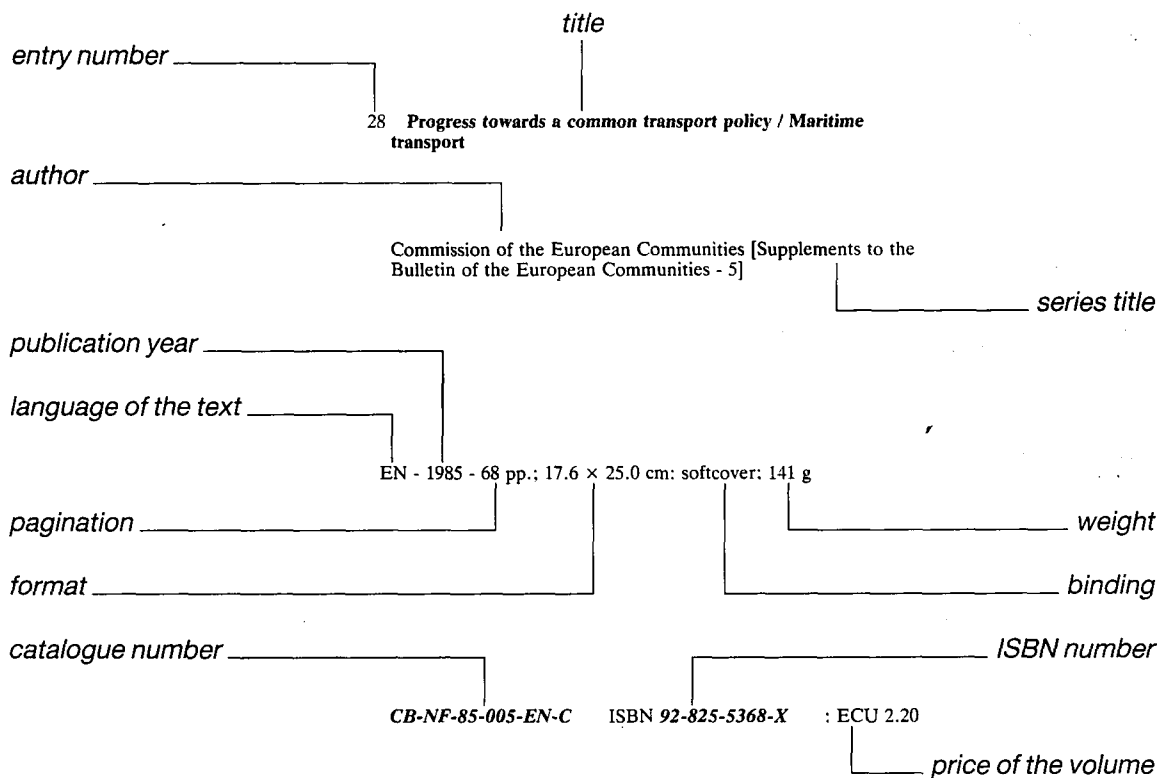 title
entry number
28 Progress towards a common transport policy / Maritime
transport
author
Commission of the European Communities [Supplements to the
Bulletin of the European Communities - 5]
series title
publication year
language of the text
EN - 1985 - 68 pp.; 17.6 × 25.0 cm: softcover; 141 g
pagination
weight
format
binding
catalogue number
ISBN number
CB-NF-85-005-EN-C ISBN 92-825-5368-X : ECU 2.20
price of the volume